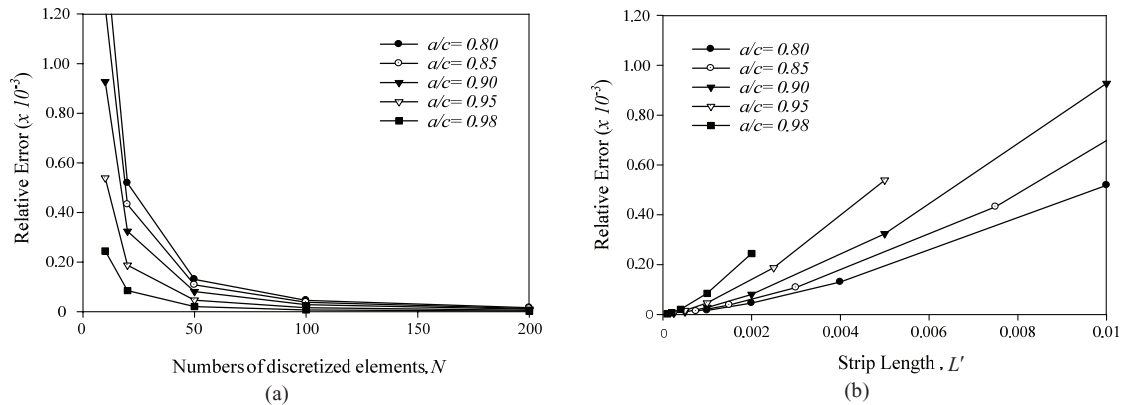 1.20
1.00
0.80
0.60
0.40
0.20
0
Relative Error (x 10⁻³)
a/c= 0.80
a/c= 0.85
a/c= 0.90
a/c= 0.95
a/c= 0.98
0 50 100 150 200
Numbers of discretized elements, N
(a)
1.20
1.00
0.80
0.60
0.40
0.20
0
Relative Error (x 10⁻³)
a/c= 0.80
a/c= 0.85
a/c= 0.90
a/c= 0.95
a/c= 0.98
0 0.002 0.004 0.006 0.008 0.01
Strip Length , L'
(b)